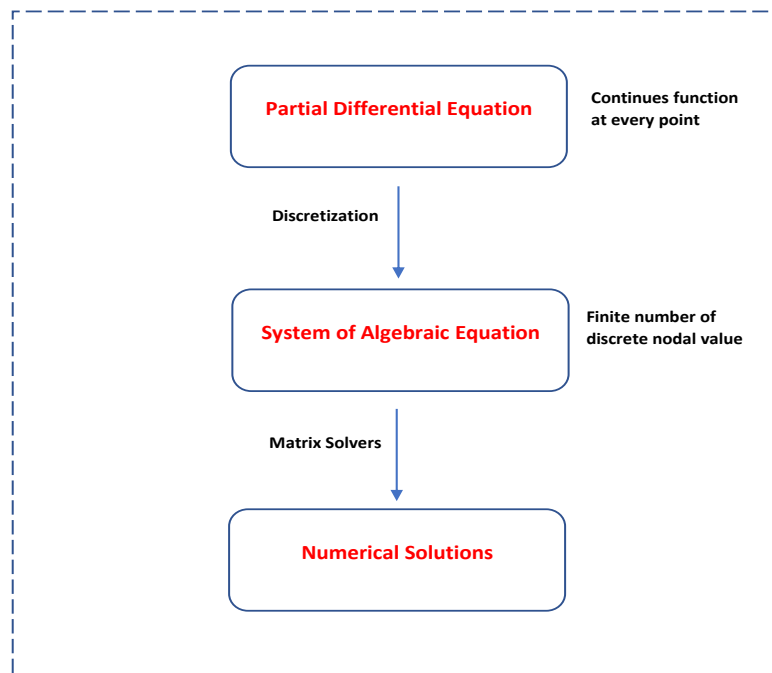 Partial Differential Equation
Continues function
at every point
Discretization
System of Algebraic Equation
Finite number of
discrete nodal value
Matrix Solvers
Numerical Solutions